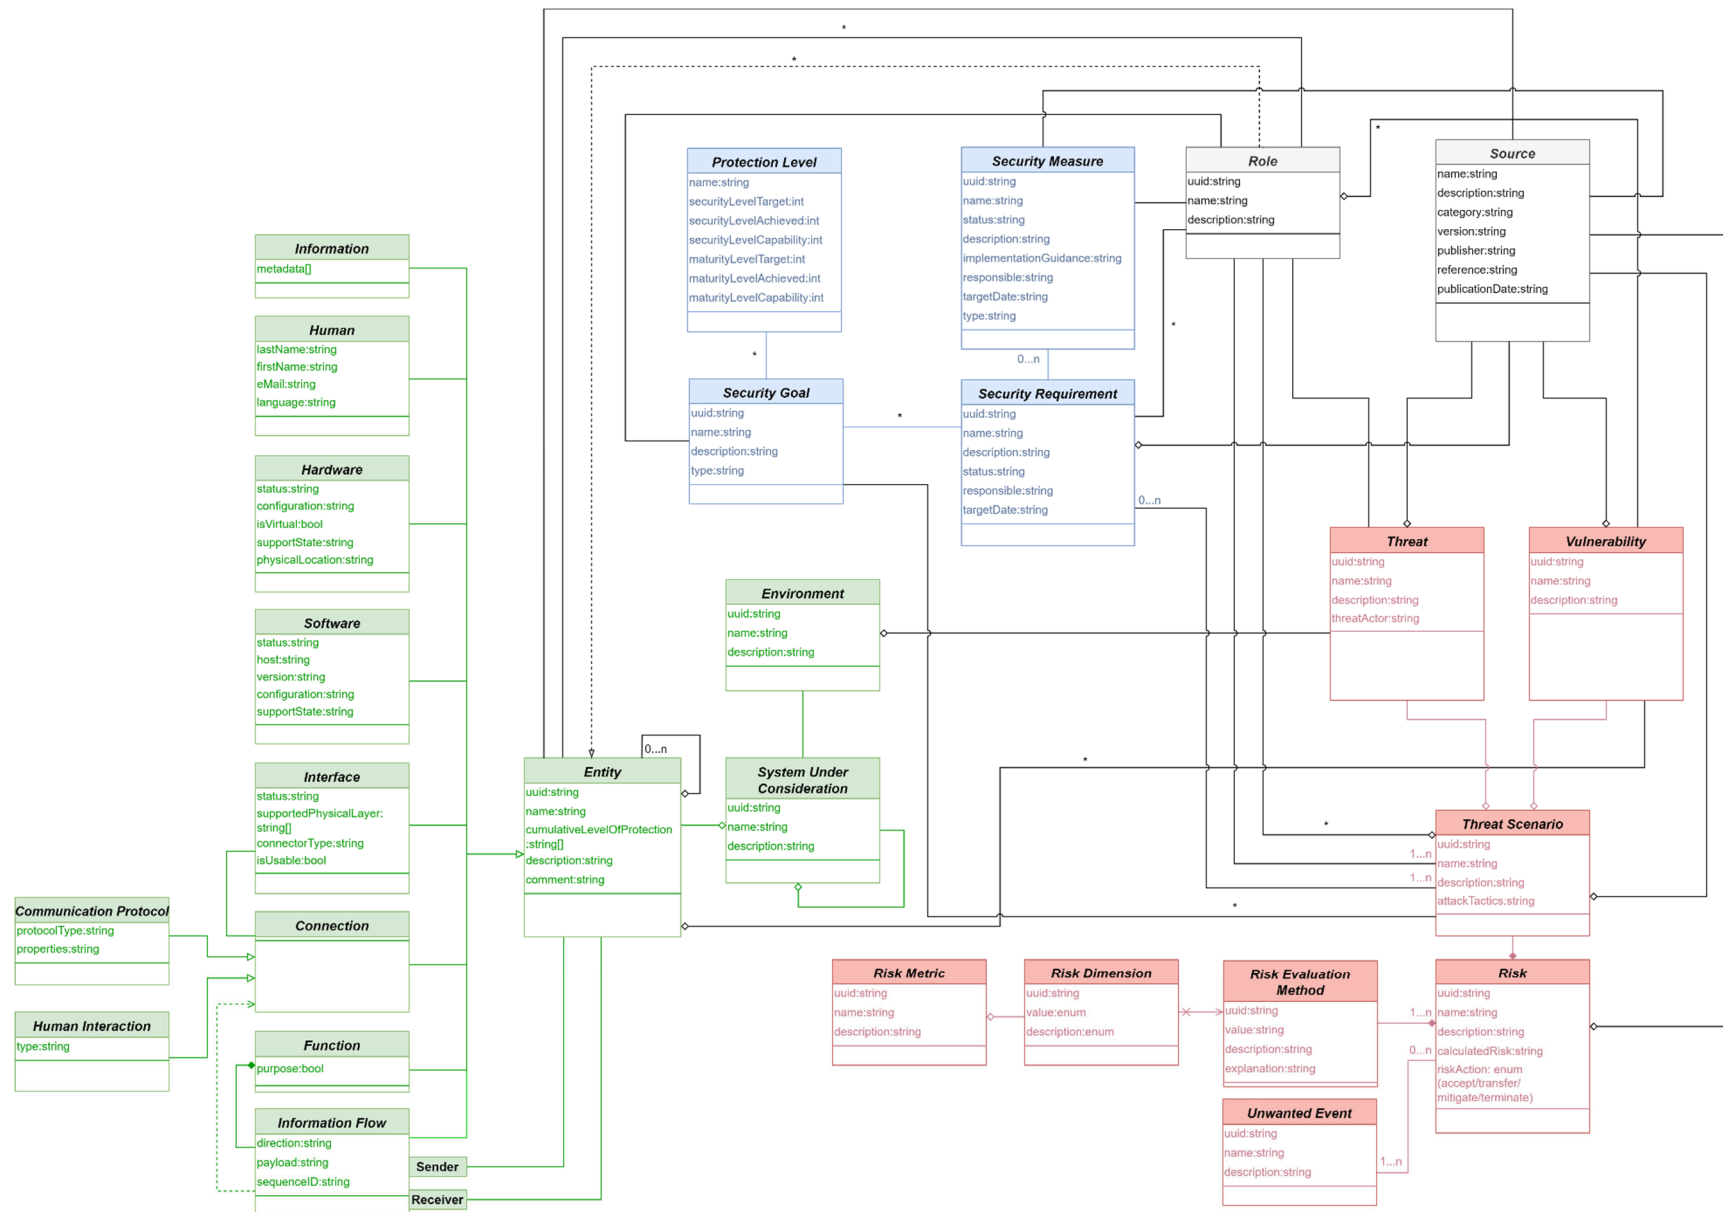 *
*
*
Protection Level
name:string
securityLevelTarget:int
securityLevelAchieved:int
securityLevelCapability:int
maturityLevelTarget:int
maturityLevelAchieved:int
maturityLevelCapability:int
Security Measure
uuid:string
name:string
status:string
description:string
implementationGuidance:string
responsible:string
targetDate:string
type:string
Role
uuid:string
name:string
description:string
Source
name:string
description:string
category:string
version:string
publisher:string
reference:string
publicationDate:string
Information
metadata[]
Human
lastName:string
firstName:string
eMail:string
language:string
*
*
0...n
Security Goal
uuid:string
name:string
description:string
type:string
*
Security Requirement
uuid:string
name:string
description:string
status:string
responsible:string
targetDate:string
0...n
Hardware
status:string
configuration:string
isVirtual:bool
supportState:string
physicalLocation:string
Threat
uuid:string
name:string
description:string
threatActor:string
Vulnerability
uuid:string
name:string
description:string
Software
status:string
host:string
version:string
configuration:string
supportState:string
Environment
uuid:string
name:string
description:string
Interface
status:string
supportedPhysicalLayer:
string[]
connectorType:string
isUsable:bool
0...n
Entity
uuid:string
name:string
cumulativeLevelOfProtection
:string[]
description:string
comment:string
System Under
Consideration
uuid:string
name:string
description:string
*
*
1...n
1...n
*
Threat Scenario
uuid:string
name:string
description:string
attackTactics:string
Communication Protocol
protocolType:string
properties:string
Connection
Human Interaction
type:string
Function
purpose:bool
Information Flow
direction:string
payload:string
sequenceID:string
Sender
Receiver
Risk Metric
uuid:string
name:string
description:string
Risk Dimension
uuid:string
value:enum
description:enum
Risk Evaluation
Method
uuid:string
value:string
description:string
explanation:string
1...n
0...n
Risk
uuid:string
name:string
description:string
calculatedRisk:string
riskAction: enum
(accept/transfer/
mitigate/terminate)
Unwanted Event
uuid:string
name:string
description:string
1...n